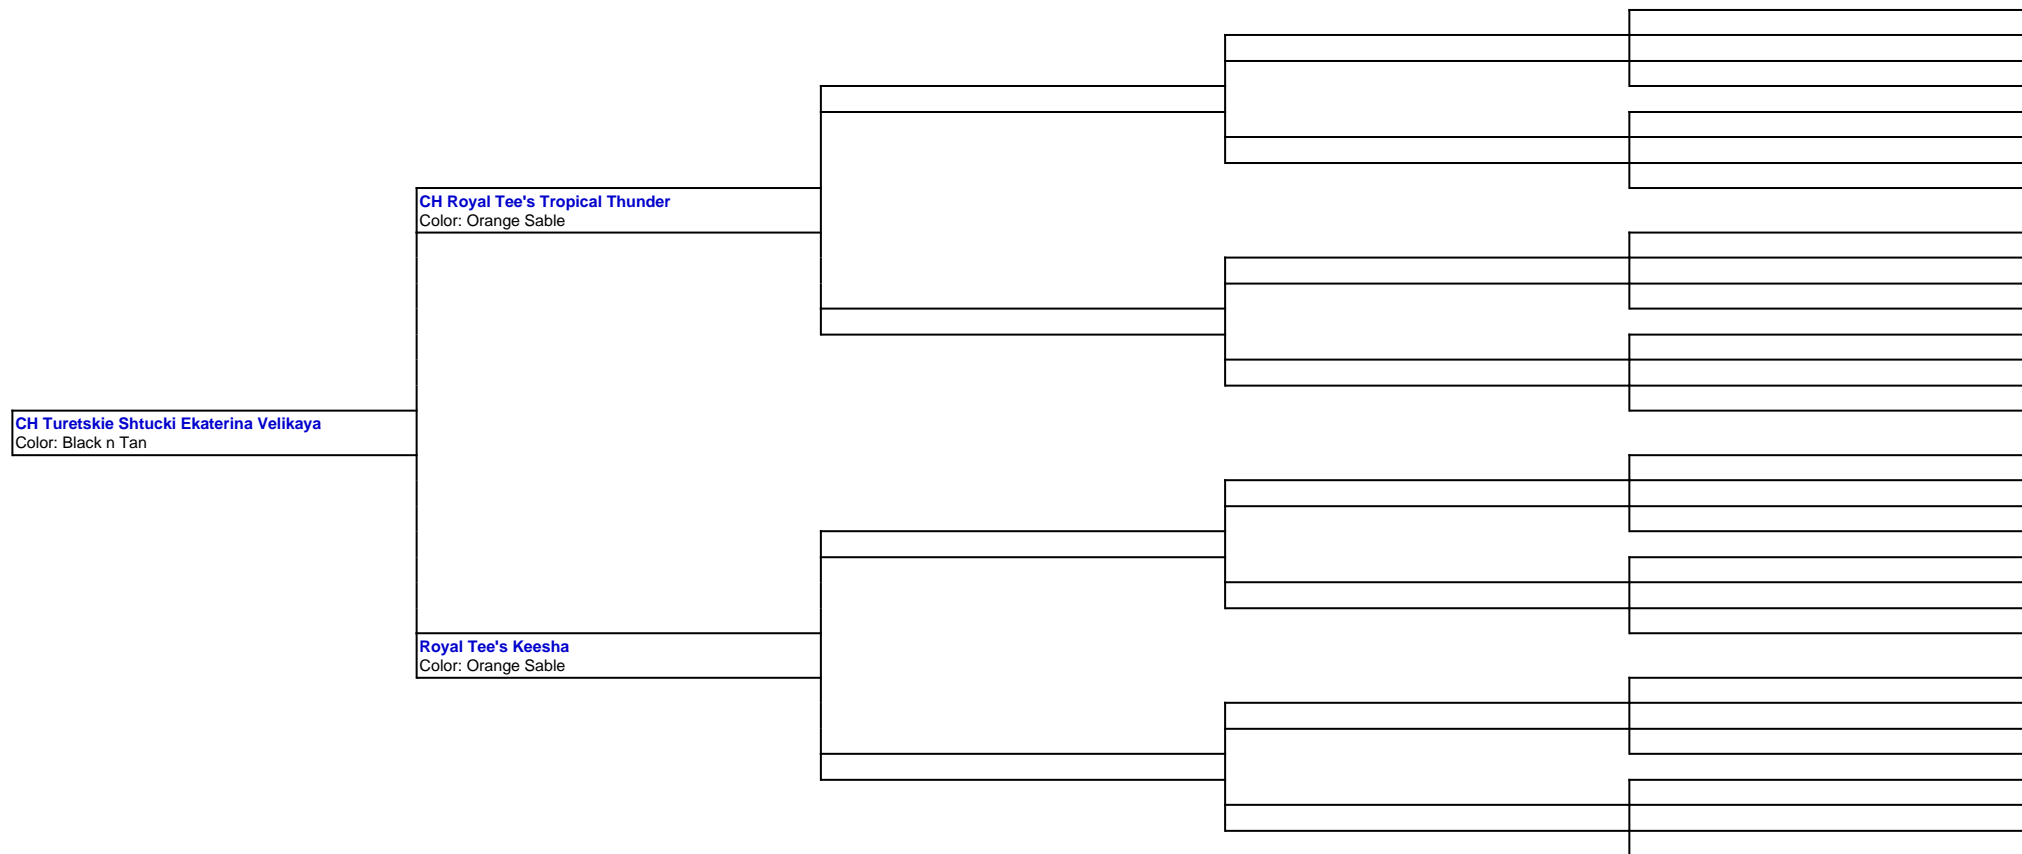 CH Royal Tee's Tropical Thunder
Color: Orange Sable
CH Turetskie Shtucki Ekaterina Velikaya
Color: Black n Tan
Royal Tee's Keesha
Color: Orange Sable